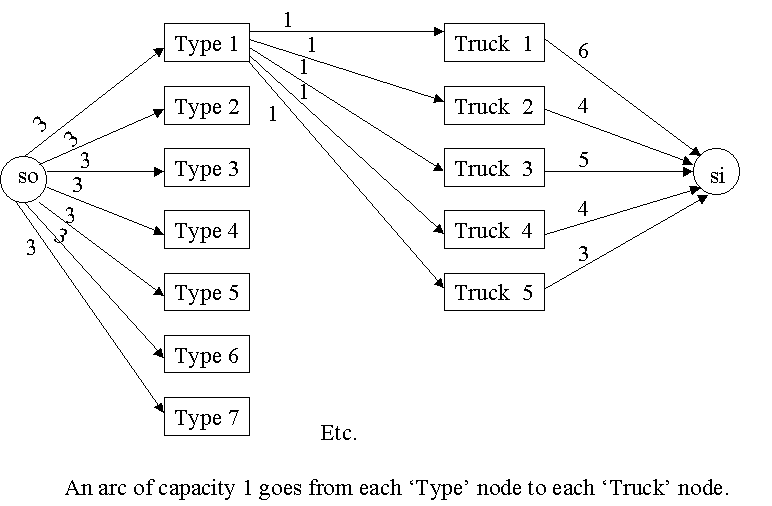 Type 1
Type 2
Type 3
Type 4
Type 5
Type 6
Type 7
so
3
3
3
3
3
3
3
1
1
1
1
1
Truck 1
Truck 2
Truck 3
Truck 4
Truck 5
6
4
5
4
3
si
Etc.
An arc of capacity 1 goes from each ‘Type’ node to each ‘Truck’ node.